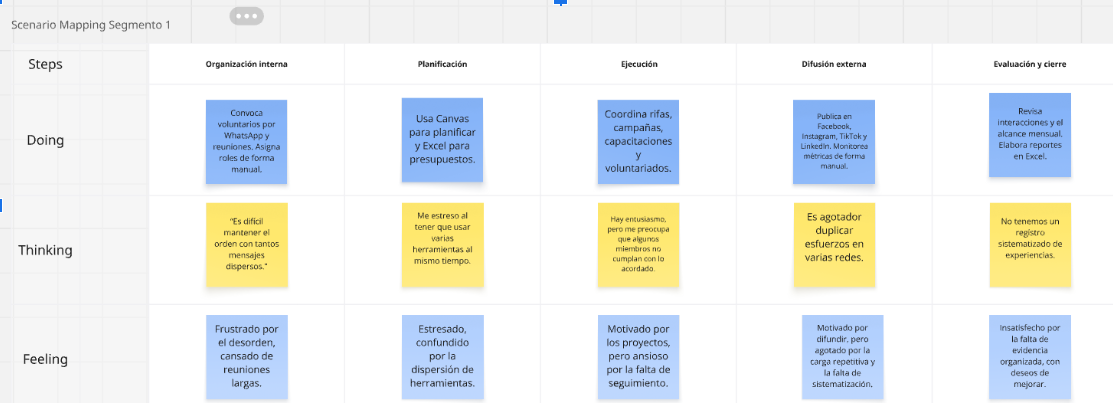 Scenario Mapping Segmento 1
Steps
Organización interna
Planificación
Ejecución
Difusión externa
Evaluación y cierre
Doing
Convoca
voluntarios por
WhatsApp y
reuniones. Asigna
roles de forma
manual.
Usa Canvas
para planificar
y Excel para
presupuestos.
Coordina rifas,
campañas,
capacitaciones
y
voluntariados.
Publica en
Facebook,
Instagram, TikTok y
LinkedIn. Monitorea
métricas de forma
manual.
Revisa
interacciones y el
alcance mensual.
Elabora reportes
en Excel.
Thinking
"Es difícil
mantener el
orden con tantos
mensajes
dispersos."
Me estreso al
tener que usar
varias
herramientas al
mismo tiempo.
Hay entusiasmo,
pero me preocupa
que algunos
miembros no
cumplan con lo
acordado.
Es agotador
duplicar
esfuerzos en
varias redes.
No tenemos un
registro
sistematizado de
experiencias.
Feeling
Frustrado por
el desorden,
cansado de
reuniones
largas.
Estresado,
confundido
por la
dispersión de
herramientas.
Motivado por
los proyectos,
pero ansioso
por la falta de
seguimiento.
Motivado por
difundir, pero
agotado por la
carga repetitiva y
la falta de
sistematización.
Insatisfecho por
la falta de
evidencia
organizada, con
deseos de
mejorar.